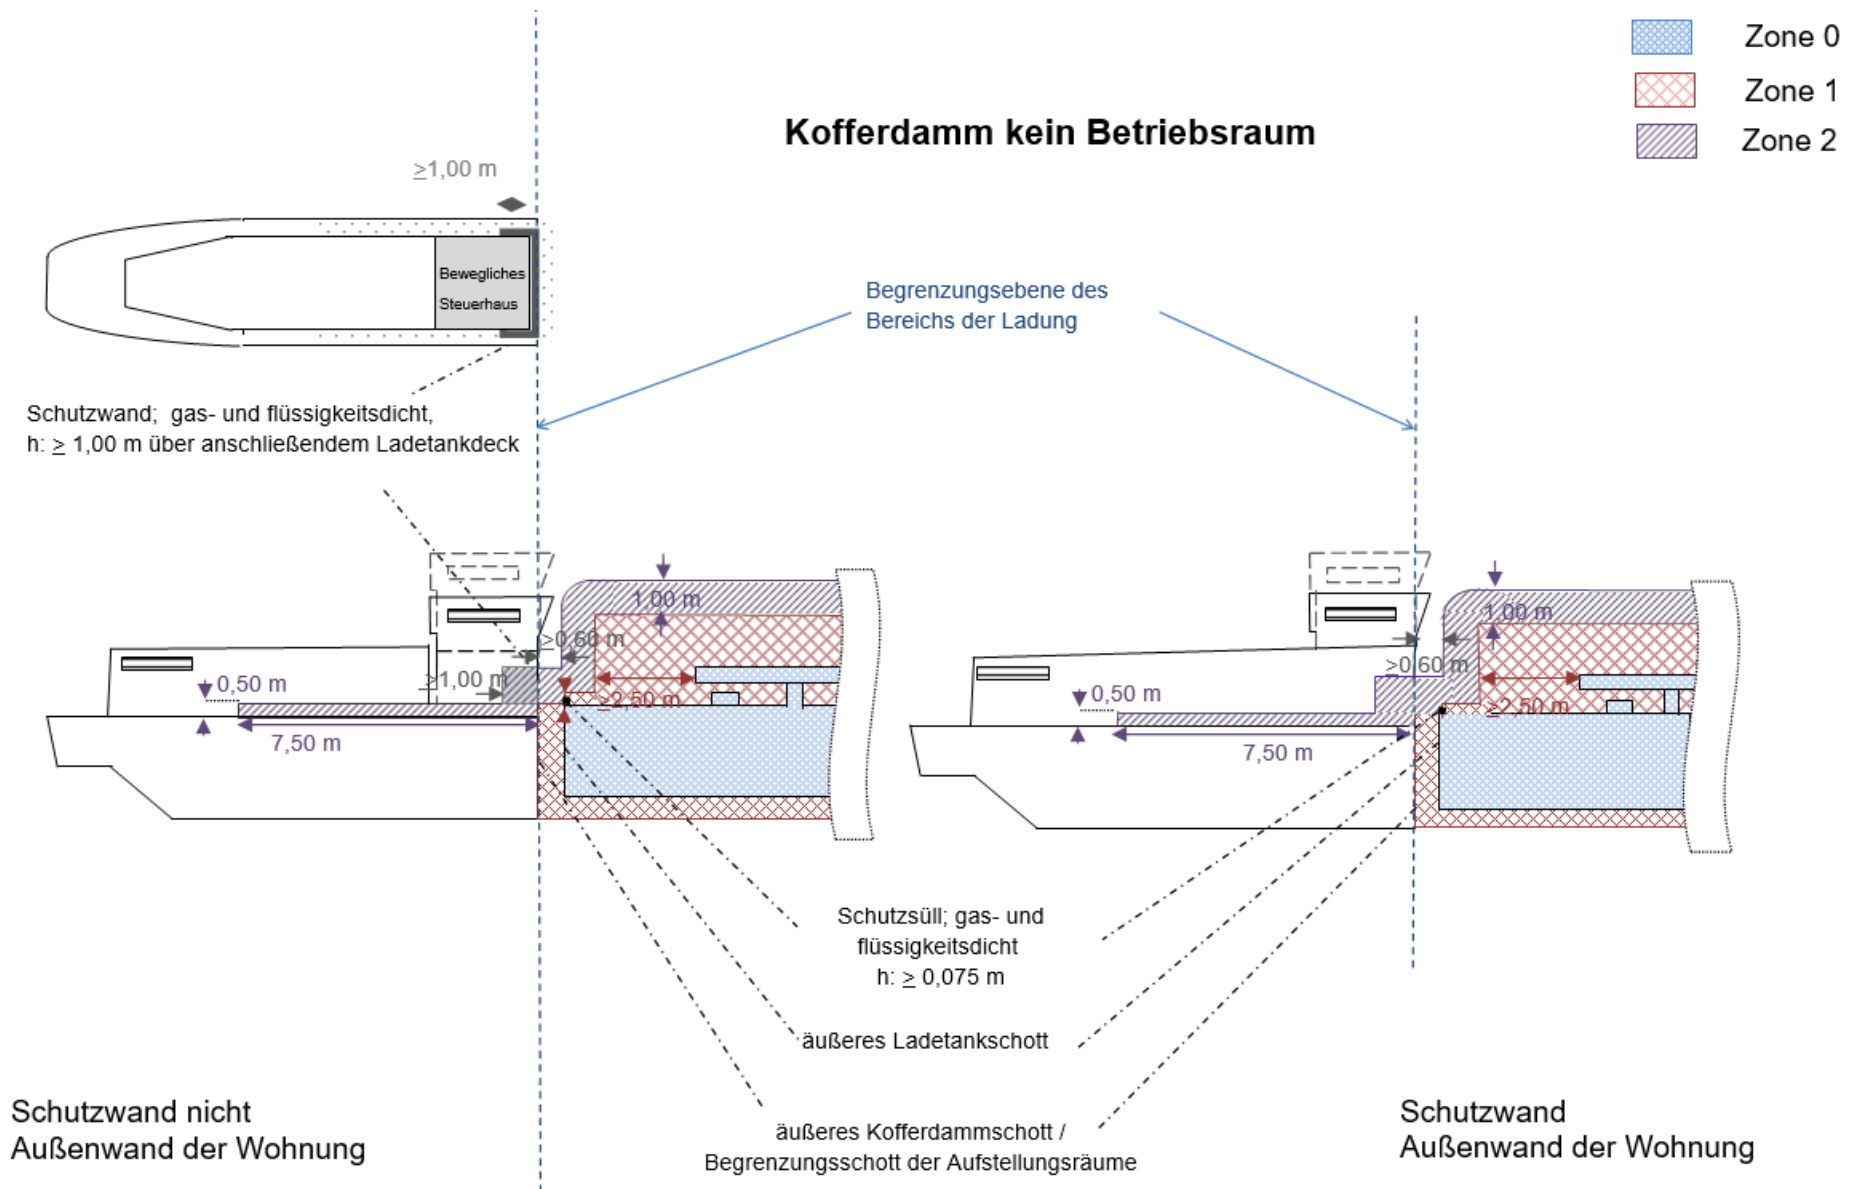 Zone 0
Zone 1
Zone 2
Kofferdamm kein Betriebsraum
≥1,00 m
Bewegliches
Steuerhaus
Begrenzungsebene des
Bereichs der Ladung
Schutzwand; gas- und flüssigkeitsdicht,
h: ≥ 1,00 m über anschließendem Ladetankdeck
1,00 m
≥0,60 m
≥1,00 m
0,50 m
≥2,50 m
7,50 m
1,00 m
≥0,60 m
0,50 m
≥2,50 m
7,50 m
Schutzsüll; gas- und
flüssigkeitsdicht
h: ≥ 0,075 m
äußeres Ladetankschott
äußeres Kofferdammschott /
Begrenzungsschott der Aufstellungsräume
Schutzwand nicht
Außenwand der Wohnung
Schutzwand
Außenwand der Wohnung